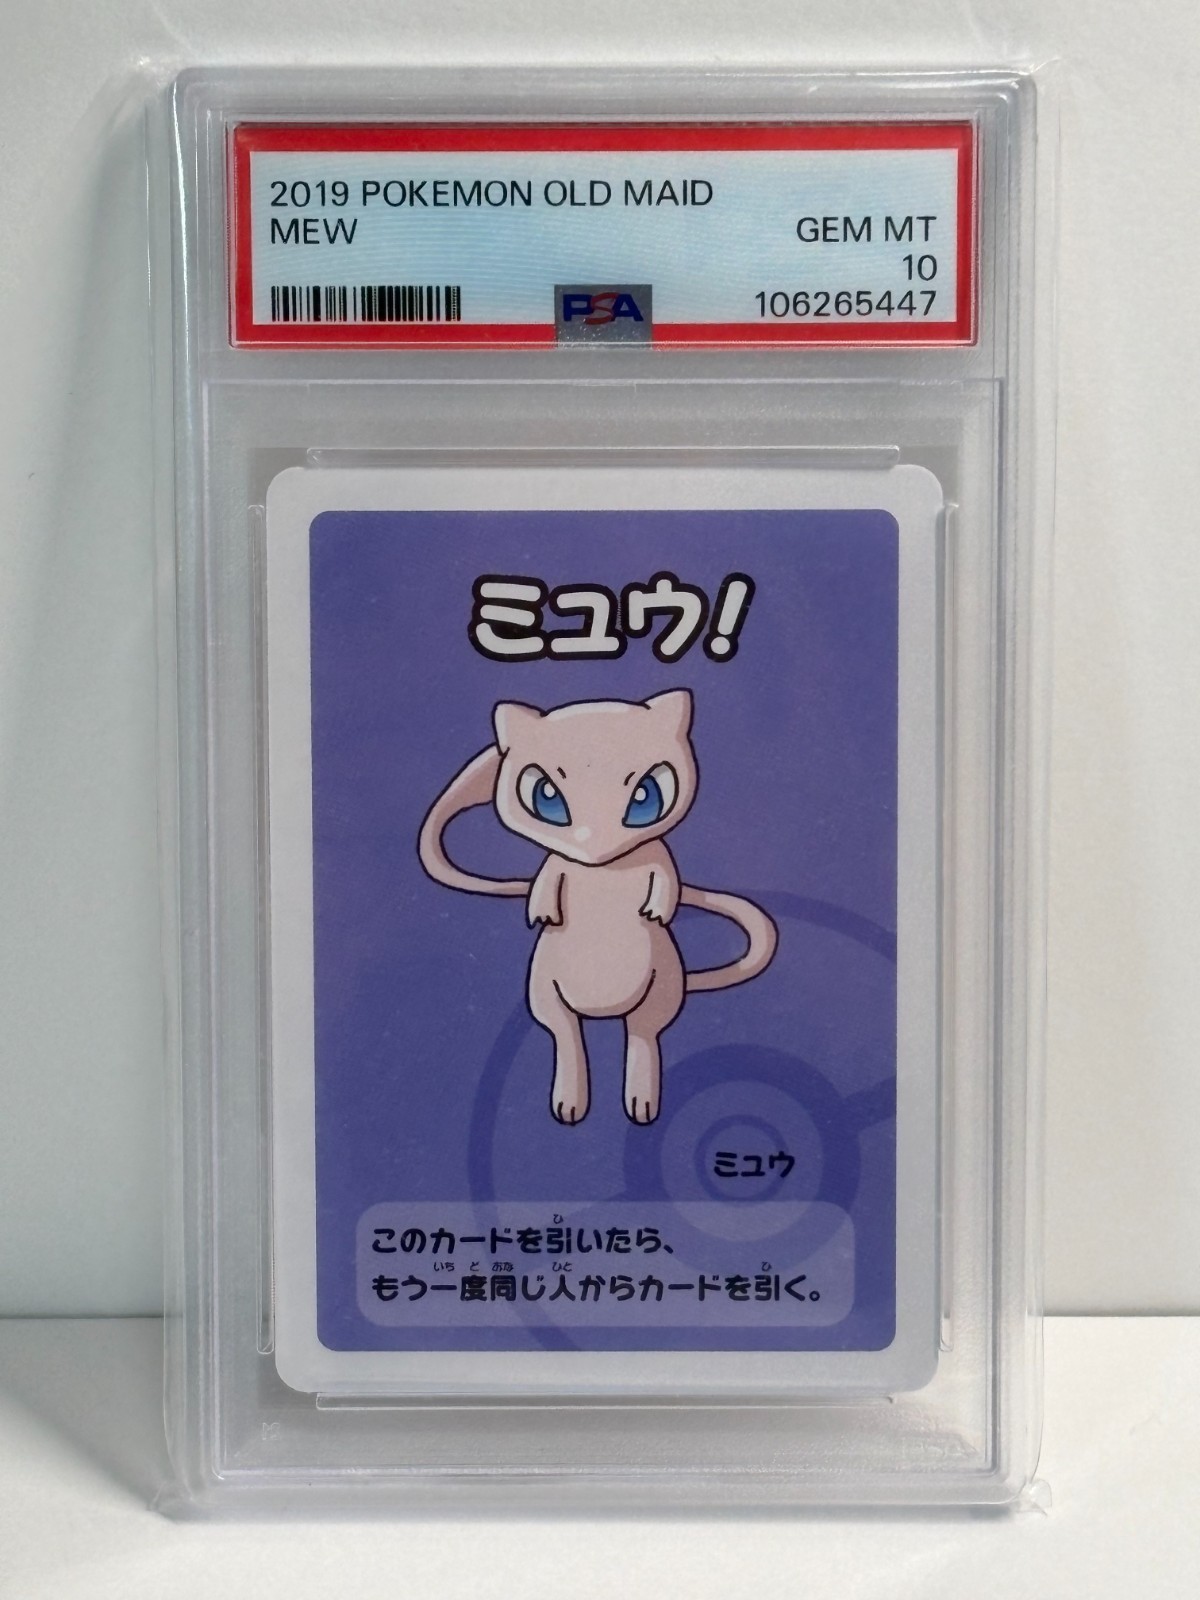 2019 POKEMON OLD MAID
MEW GEM MT
10
PSA 106265447
ミュウ!
ミュウ
このカードを引いたら、
もう一度同じ人からカードを引く。